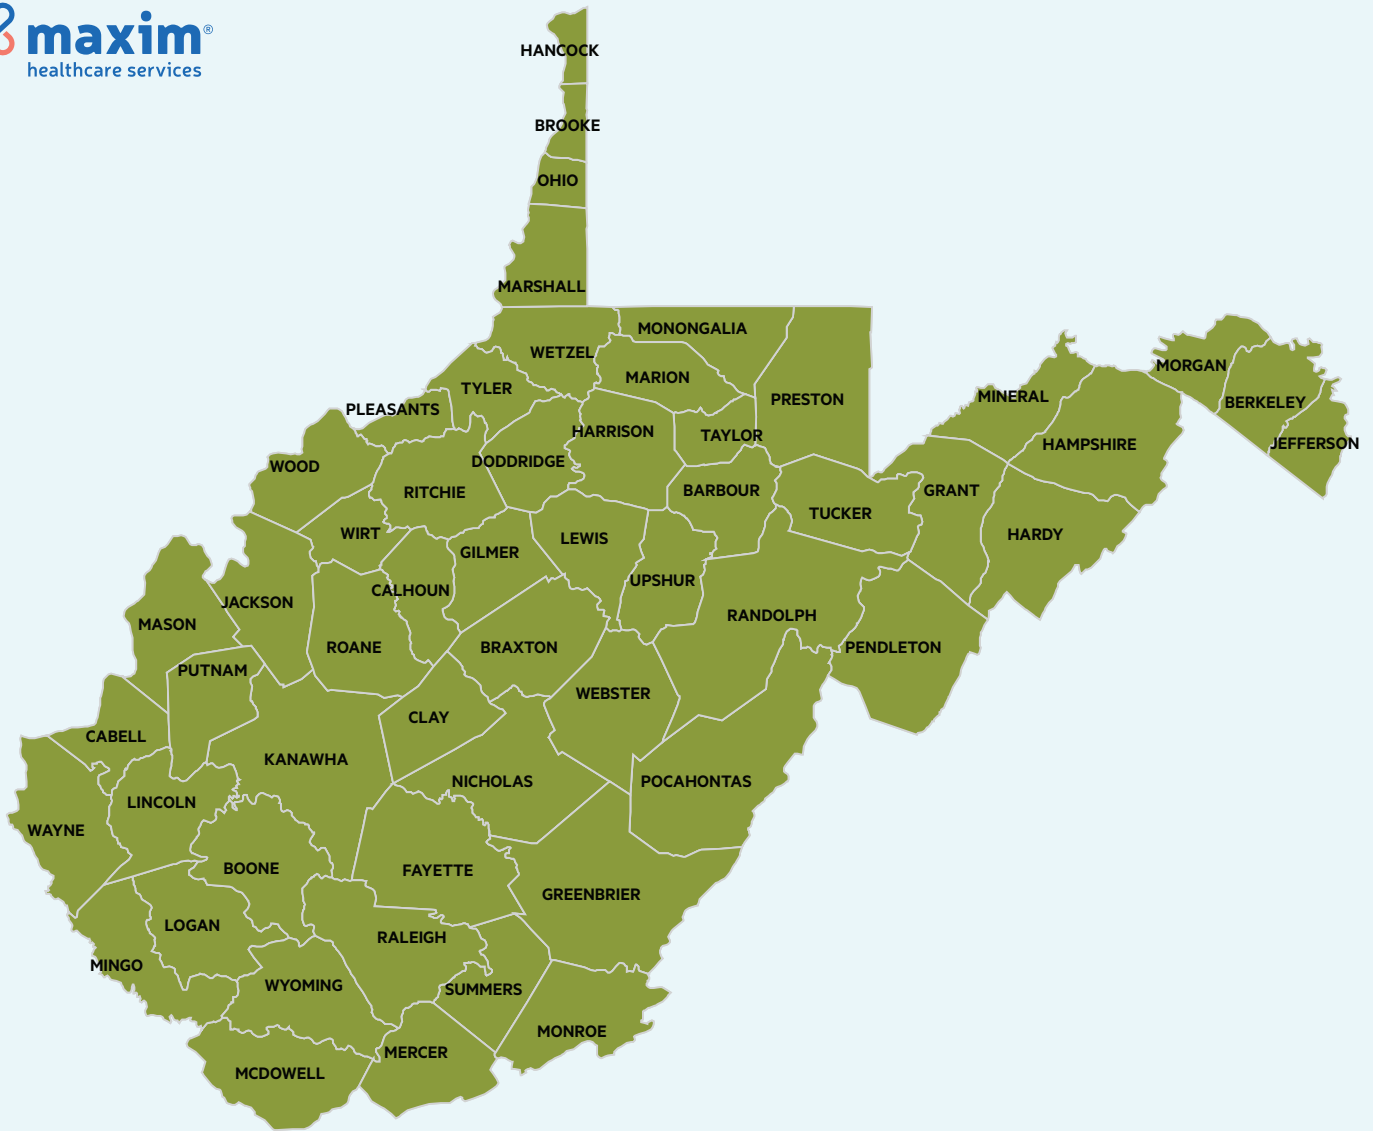 maxim®
healthcare services
HANCOCK
BROOKE
OHIO
MARSHALL
MONONGALIA
WETZEL
MARION
MORGAN
TYLER
MINERAL
PRESTON
BERKELEY
PLEASANTS
HARRISON
TAYLOR
HAMPSHIRE
JEFFERSON
WOOD
DODDRIDGE
RITCHIE
BARBOUR
GRANT
TUCKER
WIRT
LEWIS
HARDY
GILMER
UPSHUR
CALHOUN
JACKSON
RANDOLPH
MASON
ROANE
BRAXTON
PENDLETON
PUTNAM
WEBSTER
CLAY
CABELL
KANAWHA
NICHOLAS
POCAHONTAS
LINCOLN
WAYNE
BOONE
FAYETTE
GREENBRIER
LOGAN
RALEIGH
MINGO
WYOMING
SUMMERS
MONROE
MERCER
MCDOWELL